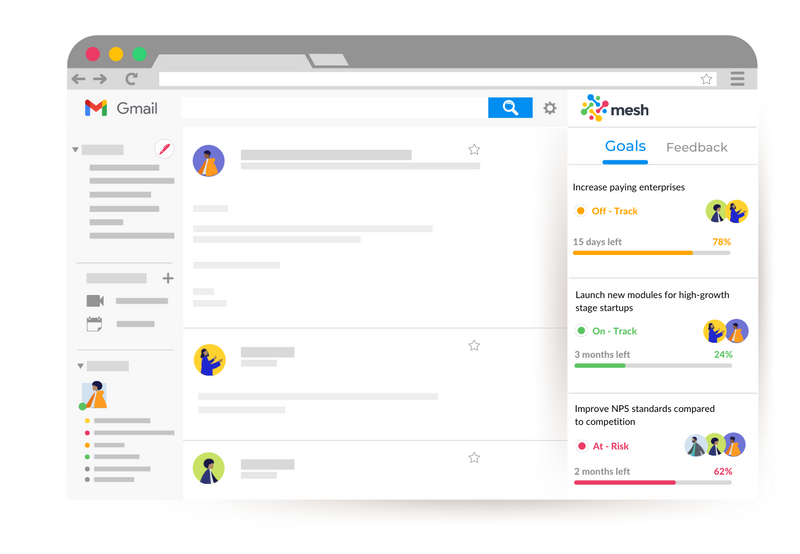 Gmail
mesh
Goals Feedback
Increase paying enterprises
Off - Track
15 days left 78%
Launch new modules for high-growth
stage startups
On - Track
3 months left 24%
Improve NPS standards compared
to competition
At - Risk
2 months left 62%